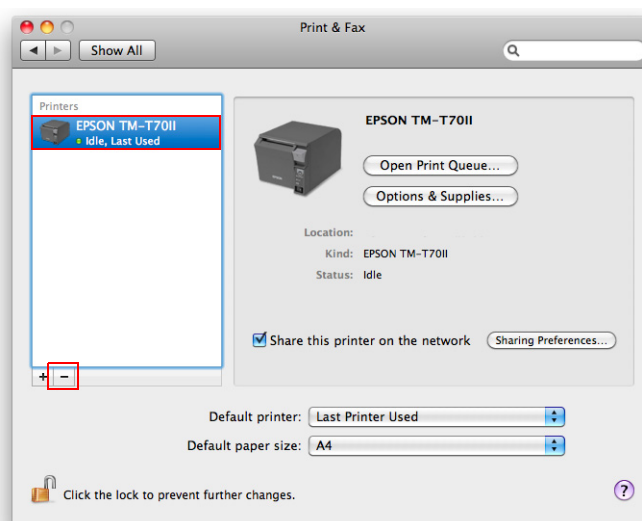 Print & Fax
Show All
Printers
EPSON TM-T70II
Idle, Last Used
EPSON TM-T70II
Open Print Queue...
Options & Supplies...
Location:
Kind: EPSON TM-T70II
Status: Idle
Share this printer on the network
Sharing Preferences...
+ −
Default printer: Last Printer Used
Default paper size: A4
Click the lock to prevent further changes.
?